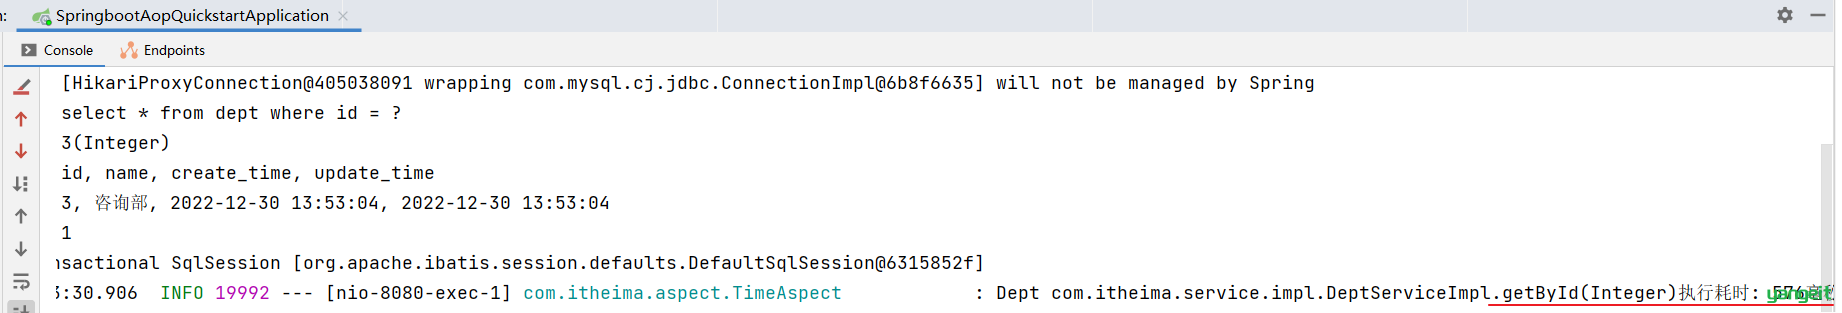 n:
SpringbootAopQuickstartApplication
Console
Endpoints
[HikariProxyConnection@405038091 wrapping com.mysql.cj.jdbc.ConnectionImpl@6b8f6635] will not be managed by Spring
select * from dept where id = ?
3(Integer)
id, name, create_time, update_time
3, 咨询部, 2022-12-30 13:53:04, 2022-12-30 13:53:04
1
nsactional SqlSession [org.apache.ibatis.session.defaults.DefaultSqlSession@6315852f]
3:30.906 INFO 19992 --- [nio-8080-exec-1] com.itheima.aspect.TimeAspect : Dept com.itheima.service.impl.DeptServiceImpl.getById(Integer)执行耗时: